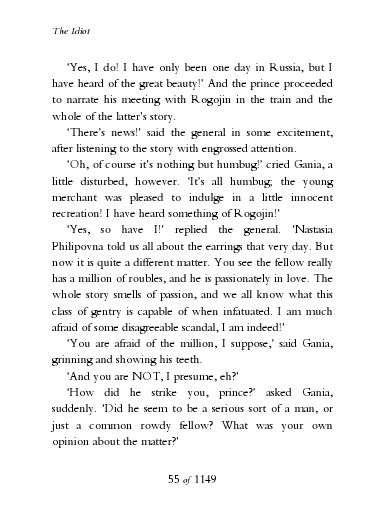 The Idiot
‘Yes, I do! I have only been one day in Russia, but I
have heard of the great beauty!’ And the prince proceeded
to narrate his meeting with Rogojin in the train and the
whole of the latter’s story.
‘There’s news!’ said the general in some excitement,
after listening to the story with engrossed attention.
‘Oh, of course it’s nothing but humbug!’ cried Gania, a
little disturbed, however. ‘It’s all humbug; the young
merchant was pleased to indulge in a little innocent
recreation! I have heard something of Rogojin!’
‘Yes, so have I!’ replied the general. ‘Nastasia
Philipovna told us all about the earrings that very day. But
now it is quite a different matter. You see the fellow really
has a million of roubles, and he is passionately in love. The
whole story smells of passion, and we all know what this
class of gentry is capable of when infatuated. I am much
afraid of some disagreeable scandal, I am indeed!’
‘You are afraid of the million, I suppose,’ said Gania,
grinning and showing his teeth.
‘And you are NOT, I presume, eh?’
‘How did he strike you, prince?’ asked Gania,
suddenly. ‘Did he seem to be a serious sort of a man, or
just a common rowdy fellow? What was your own
opinion about the matter?’
55 of 1149